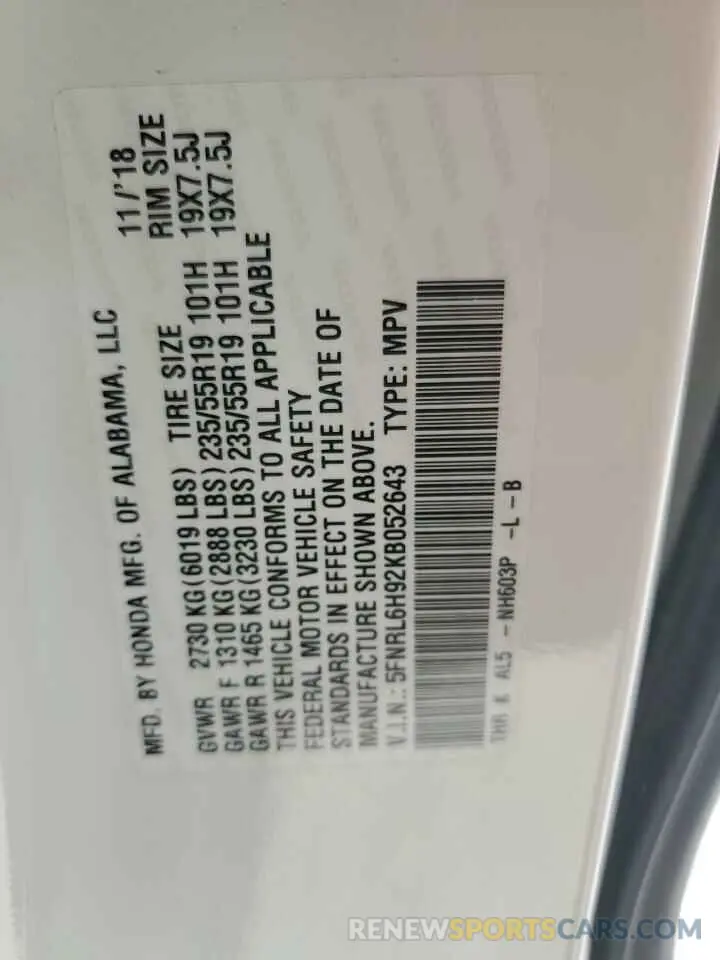 MFD. BY HONDA MFG. OF ALABAMA, LLC 11/'18
GVWR 2730 KG(6019 LBS) TIRE SIZE RIM SIZE
GAWR F 1310 KG(2888 LBS)235/55R19 101H 19X7.5J
GAWR R 1465 KG(3230 LBS)235/55R19 101H 19X7.5J
THIS VEHICLE CONFORMS TO ALL APPLICABLE
FEDERAL MOTOR VEHICLE SAFETY
STANDARDS IN EFFECT ON THE DATE OF
MANUFACTURE SHOWN ABOVE.
V.I.N.: 5FNRL6H92KB052643 TYPE: MPV
THR K AL5 - NH603P -L-B
RENEWSPORTSCARS.COM